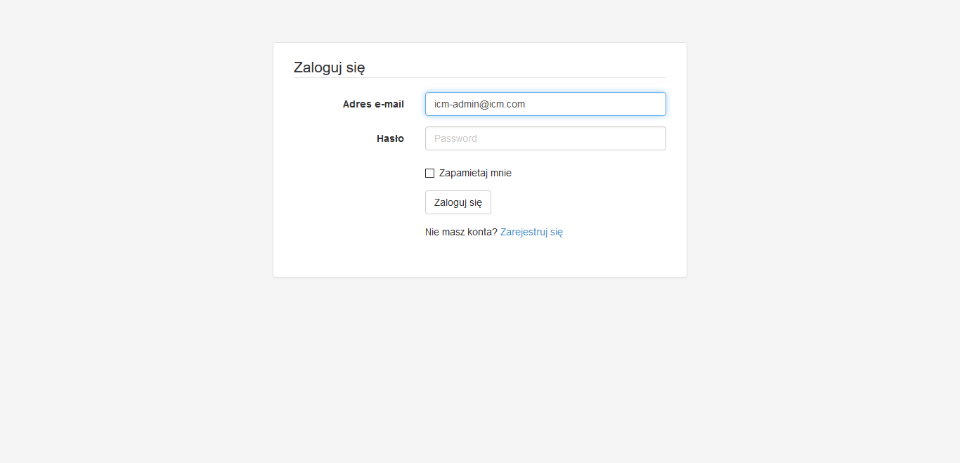 Zaloguj się
Adres e-mail icm-admin@icm.com
Hasło Password
Zapamietaj mnie
Zaloguj się
Nie masz konta? Zarejestruj się